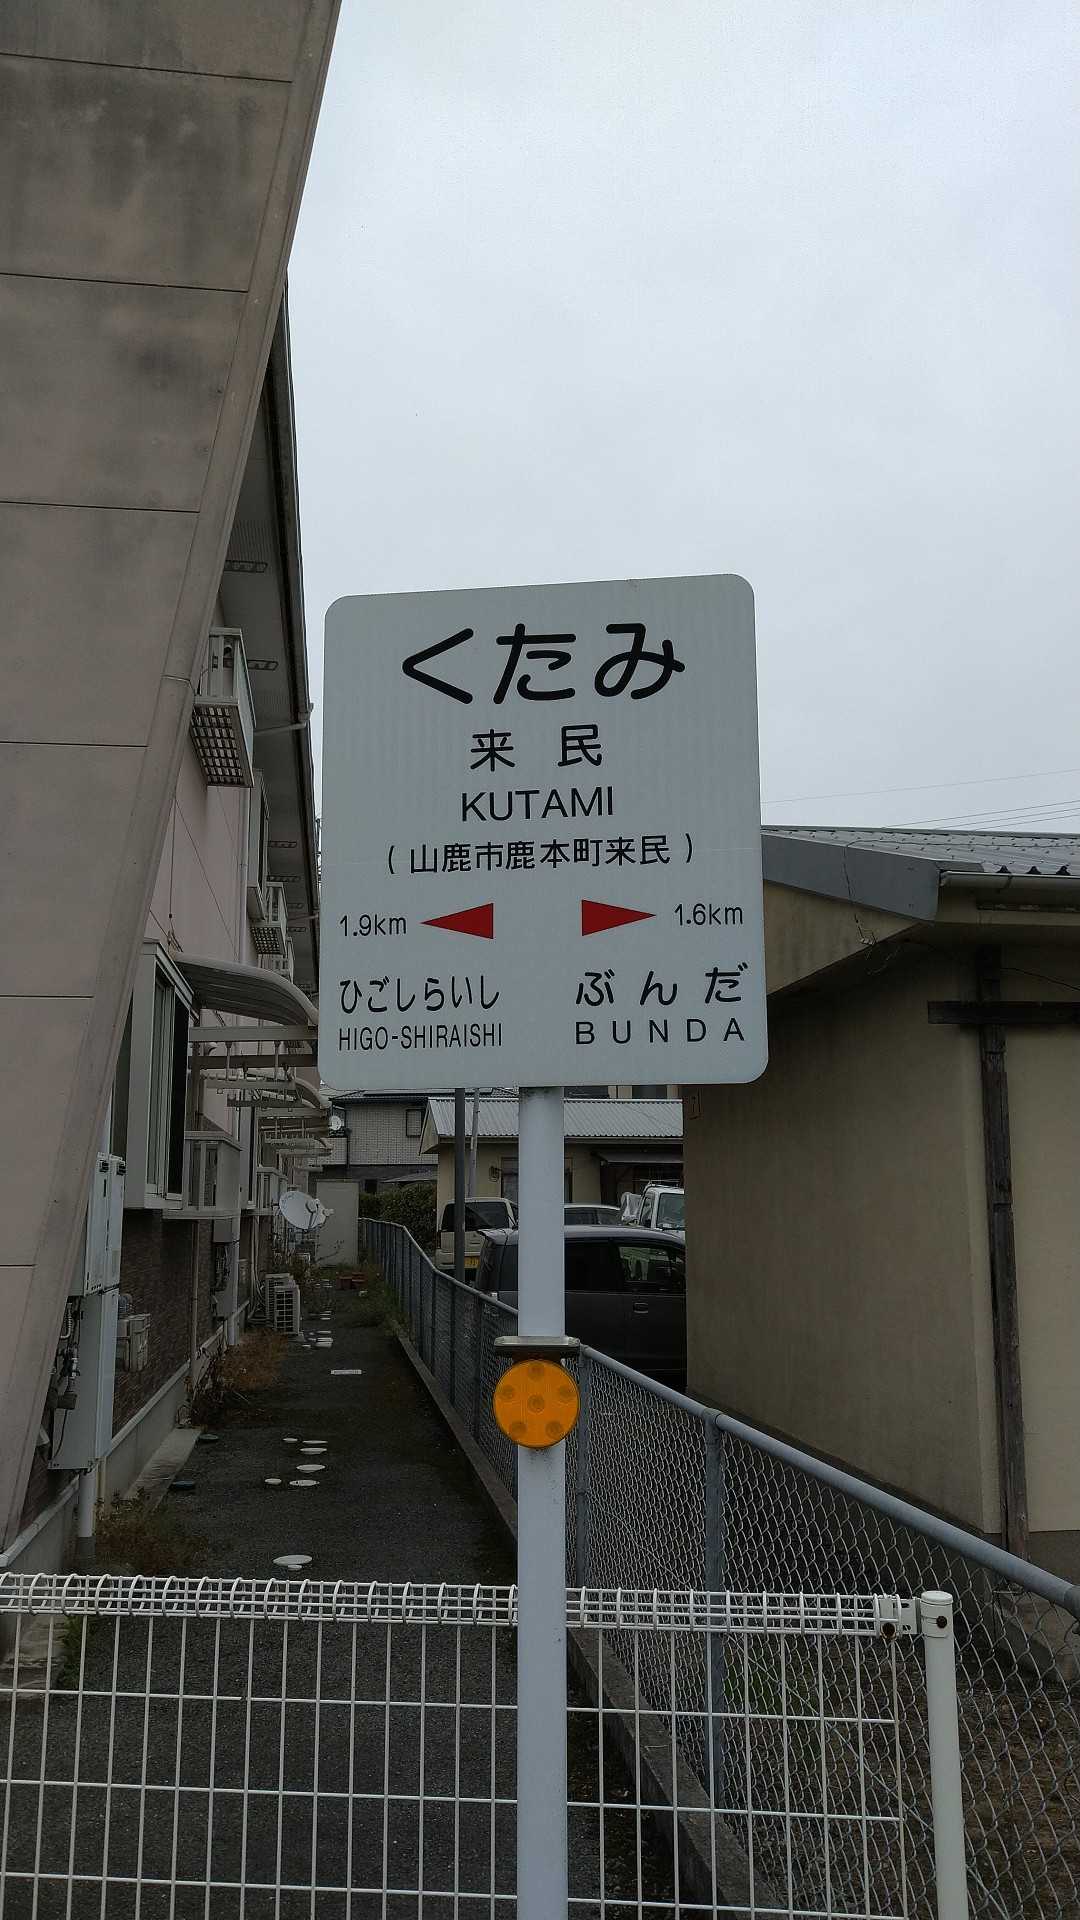 くたみ
来民
KUTAMI
(山鹿市鹿本町来民)
1.9km 1.6km
ひごしらいし ぶんだ
HIGO-SHIRAISHI BUNDA